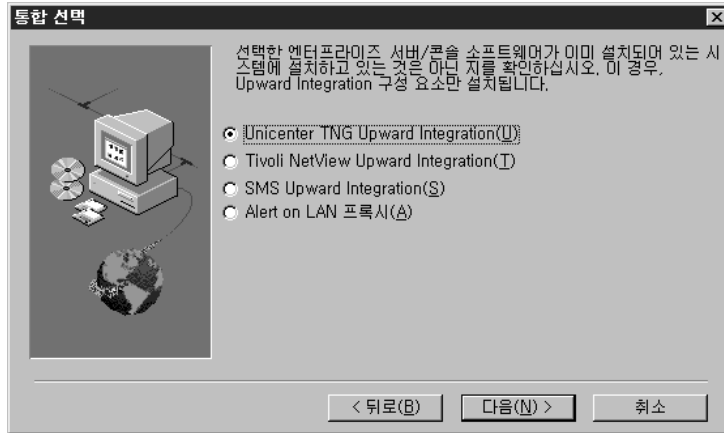 통합 선택
선택한 엔터프라이즈 서버/콘솔 소프트웨어가 이미 설치되어 있는 시
스템에 설치하고 있는 것은 아닌 지를 확인하십시오. 이 경우,
Upward Integration 구성 요소만 설치됩니다.
Unicenter TNG Upward Integration(U)
Tivoli NetView Upward Integration(T)
SMS Upward Integration(S)
Alert on LAN 프록시(A)
< 뒤로(B)
다음(N) >
취소